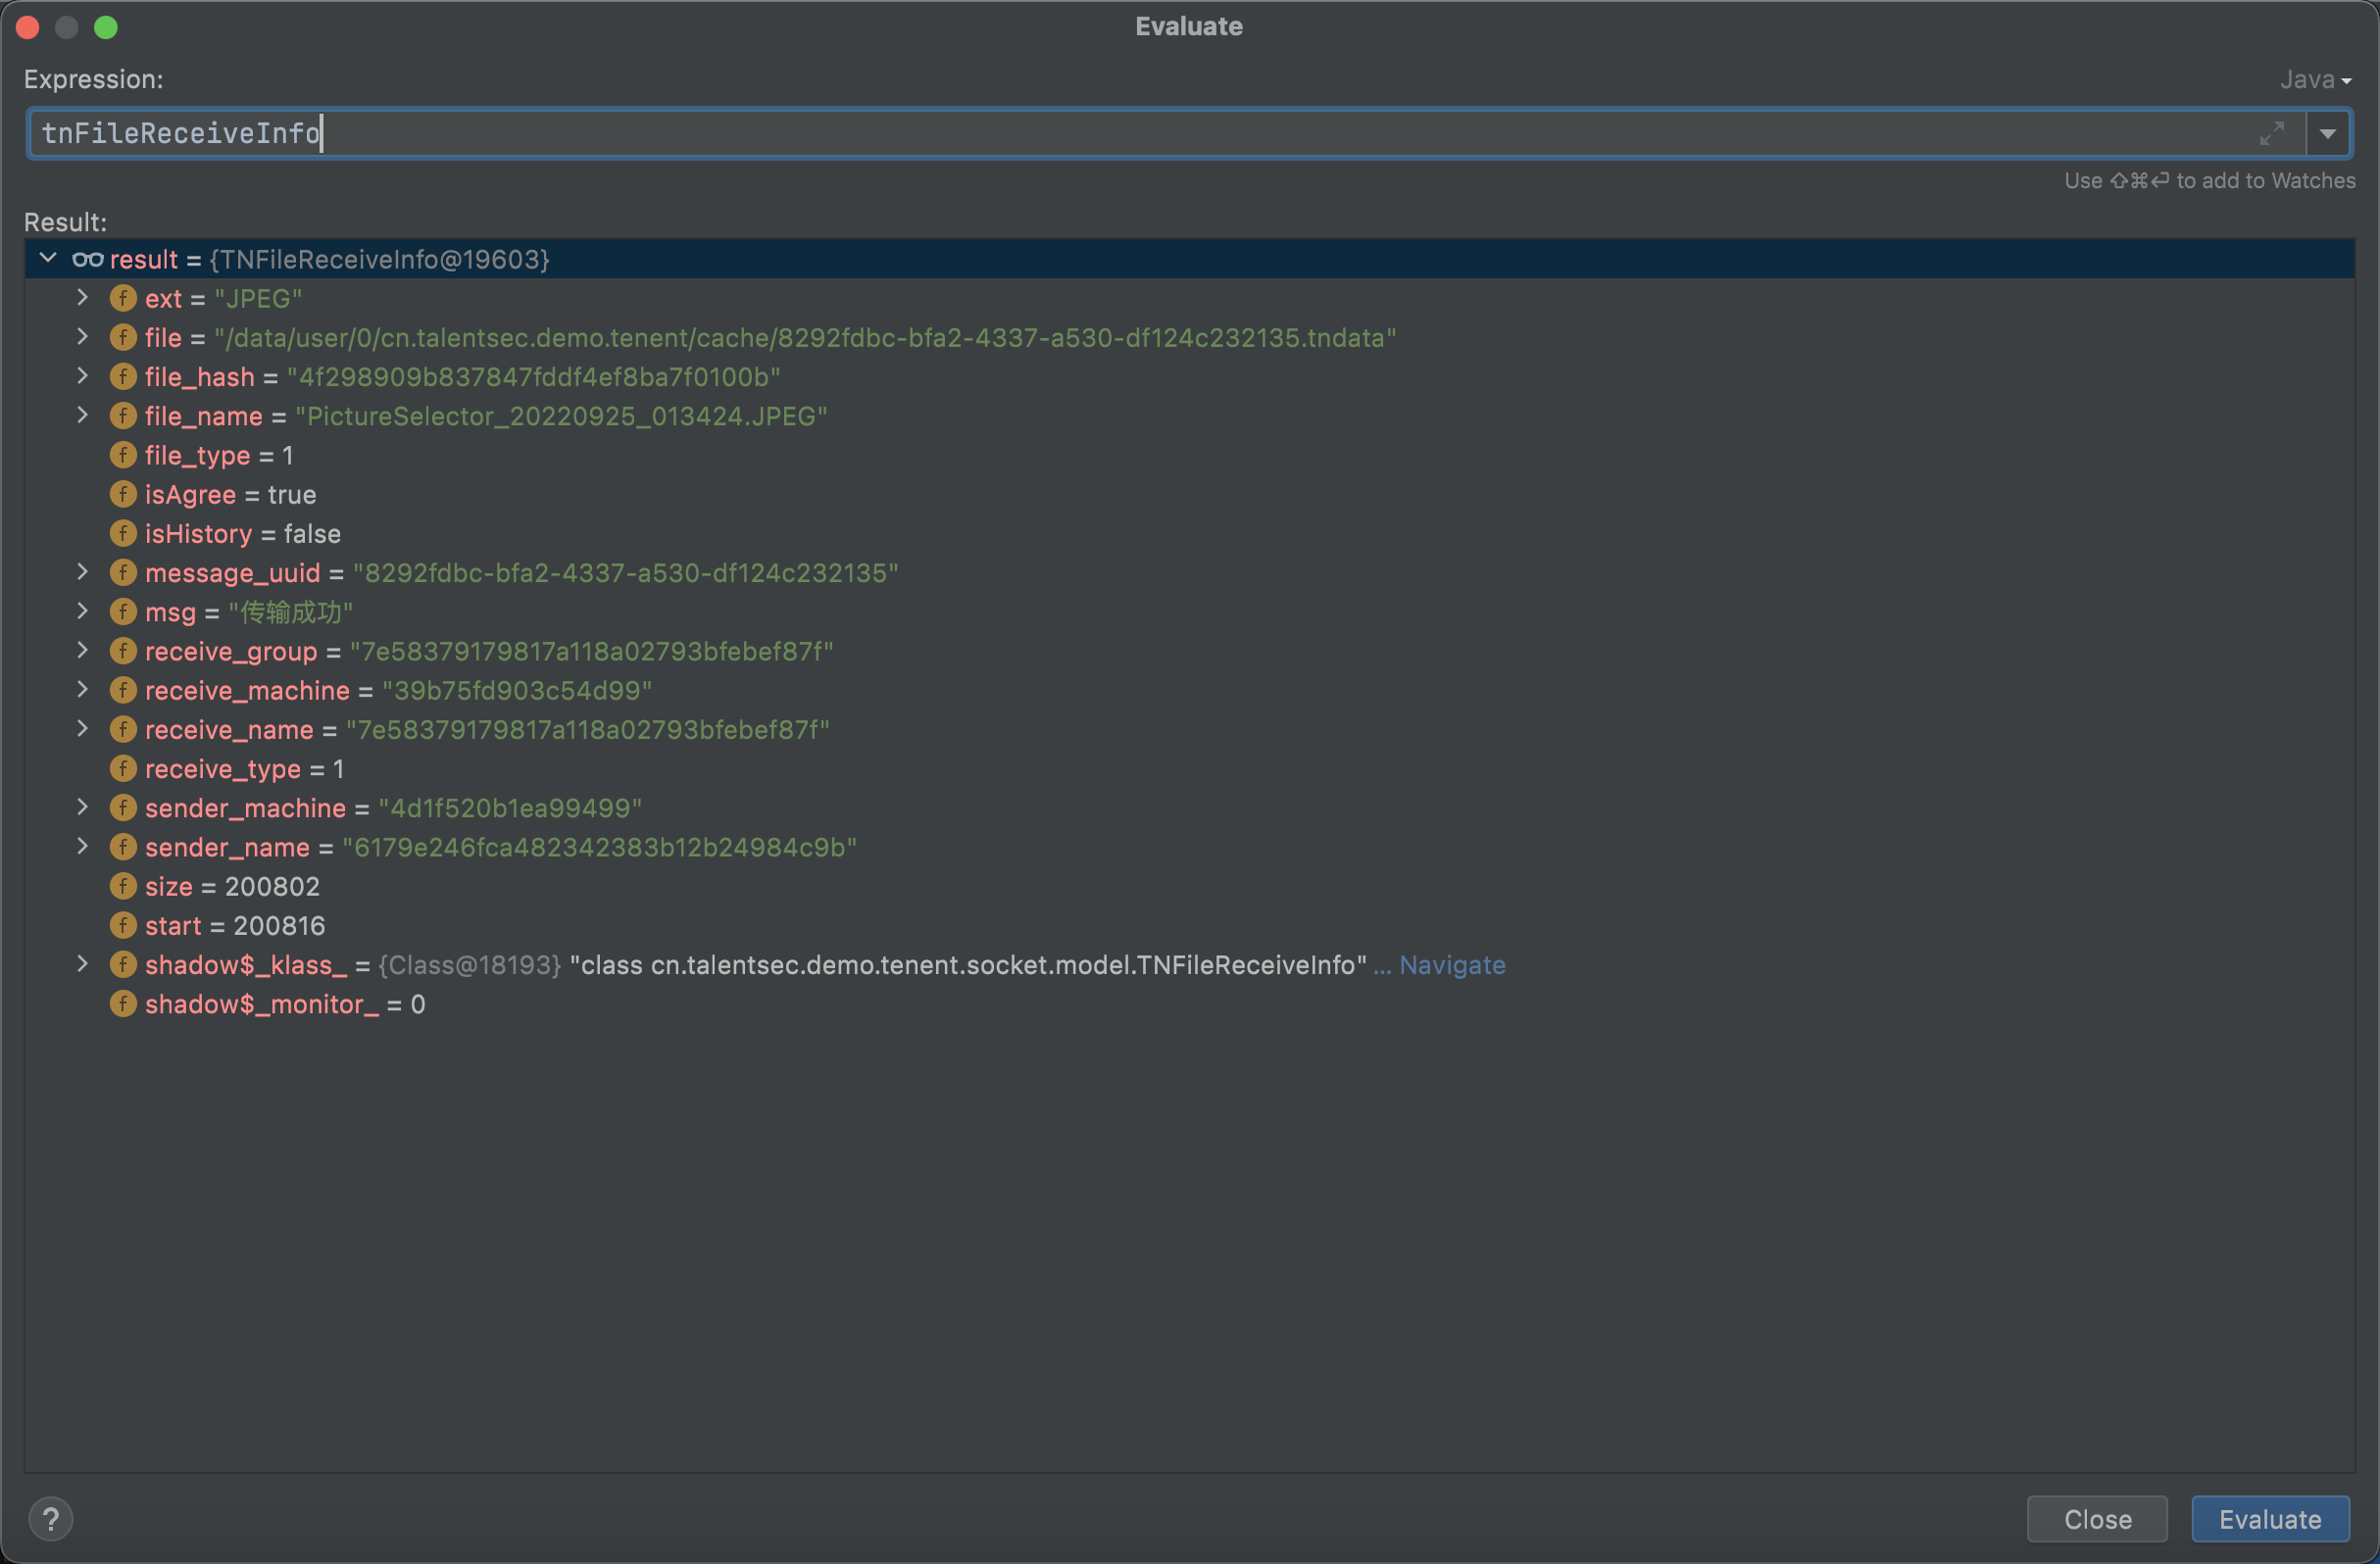 Evaluate
Expression:
Java
tnFileReceiveInfo
Use ⇧⌘↩ to add to Watches
Result:
result = {TNFileReceiveInfo@19603}
f ext = "JPEG"
f file = "/data/user/0/cn.talentsec.demo.tenent/cache/8292fdbc-bfa2-4337-a530-df124c232135.tndata"
f file_hash = "4f298909b837847fddf4ef8ba7f0100b"
f file_name = "PictureSelector_20220925_013424.JPEG"
f file_type = 1
f isAgree = true
f isHistory = false
f message_uuid = "8292fdbc-bfa2-4337-a530-df124c232135"
f msg = "传输成功"
f receive_group = "7e58379179817a118a02793bfebef87f"
f receive_machine = "39b75fd903c54d99"
f receive_name = "7e58379179817a118a02793bfebef87f"
f receive_type = 1
f sender_machine = "4d1f520b1ea99499"
f sender_name = "6179e246fca482342383b12b24984c9b"
f size = 200802
f start = 200816
f shadow$_klass_ = {Class@18193} "class cn.talentsec.demo.tenent.socket.model.TNFileReceiveInfo" ... Navigate
f shadow$_monitor_ = 0
?
Close
Evaluate